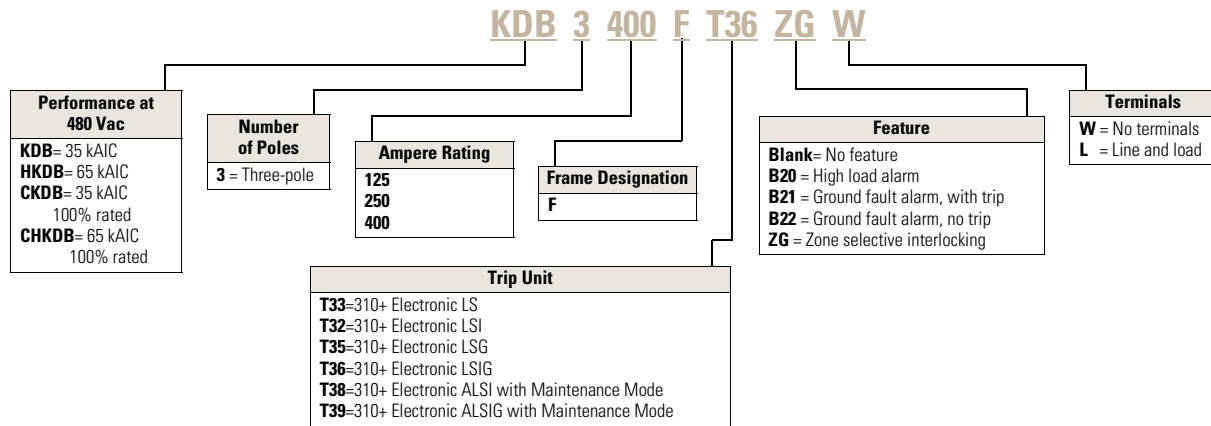 KDB 3 400 F T36 ZG W
Performance at
480 Vac
KDB= 35 kAIC
HKDB= 65 kAIC
CKDB= 35 kAIC
100% rated
CHKDB= 65 kAIC
100% rated
Number
of Poles
3 = Three-pole
Ampere Rating
125
250
400
Frame Designation
F
Trip Unit
T33=310+ Electronic LS
T32=310+ Electronic LSI
T35=310+ Electronic LSG
T36=310+ Electronic LSIG
T38=310+ Electronic ALSI with Maintenance Mode
T39=310+ Electronic ALSIG with Maintenance Mode
Feature
Blank= No feature
B20 = High load alarm
B21 = Ground fault alarm, with trip
B22 = Ground fault alarm, no trip
ZG = Zone selective interlocking
Terminals
W = No terminals
L = Line and load